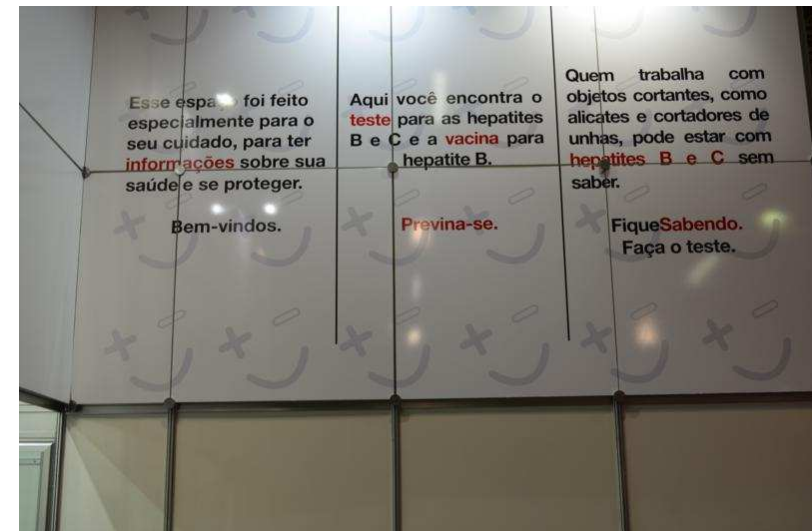 Esse espaço foi feito
especialmente para o
seu cuidado, para ter
informações sobre sua
saúde e se proteger.
Bem-vindos.
Aqui você encontra o
teste para as hepatites
B e C e a vacina para
hepatite B.
Previna-se.
Quem trabalha com
objetos cortantes, como
alicates e cortadores de
unhas, pode estar com
hepatites B e C sem
saber.
FiqueSabendo.
Faça o teste.